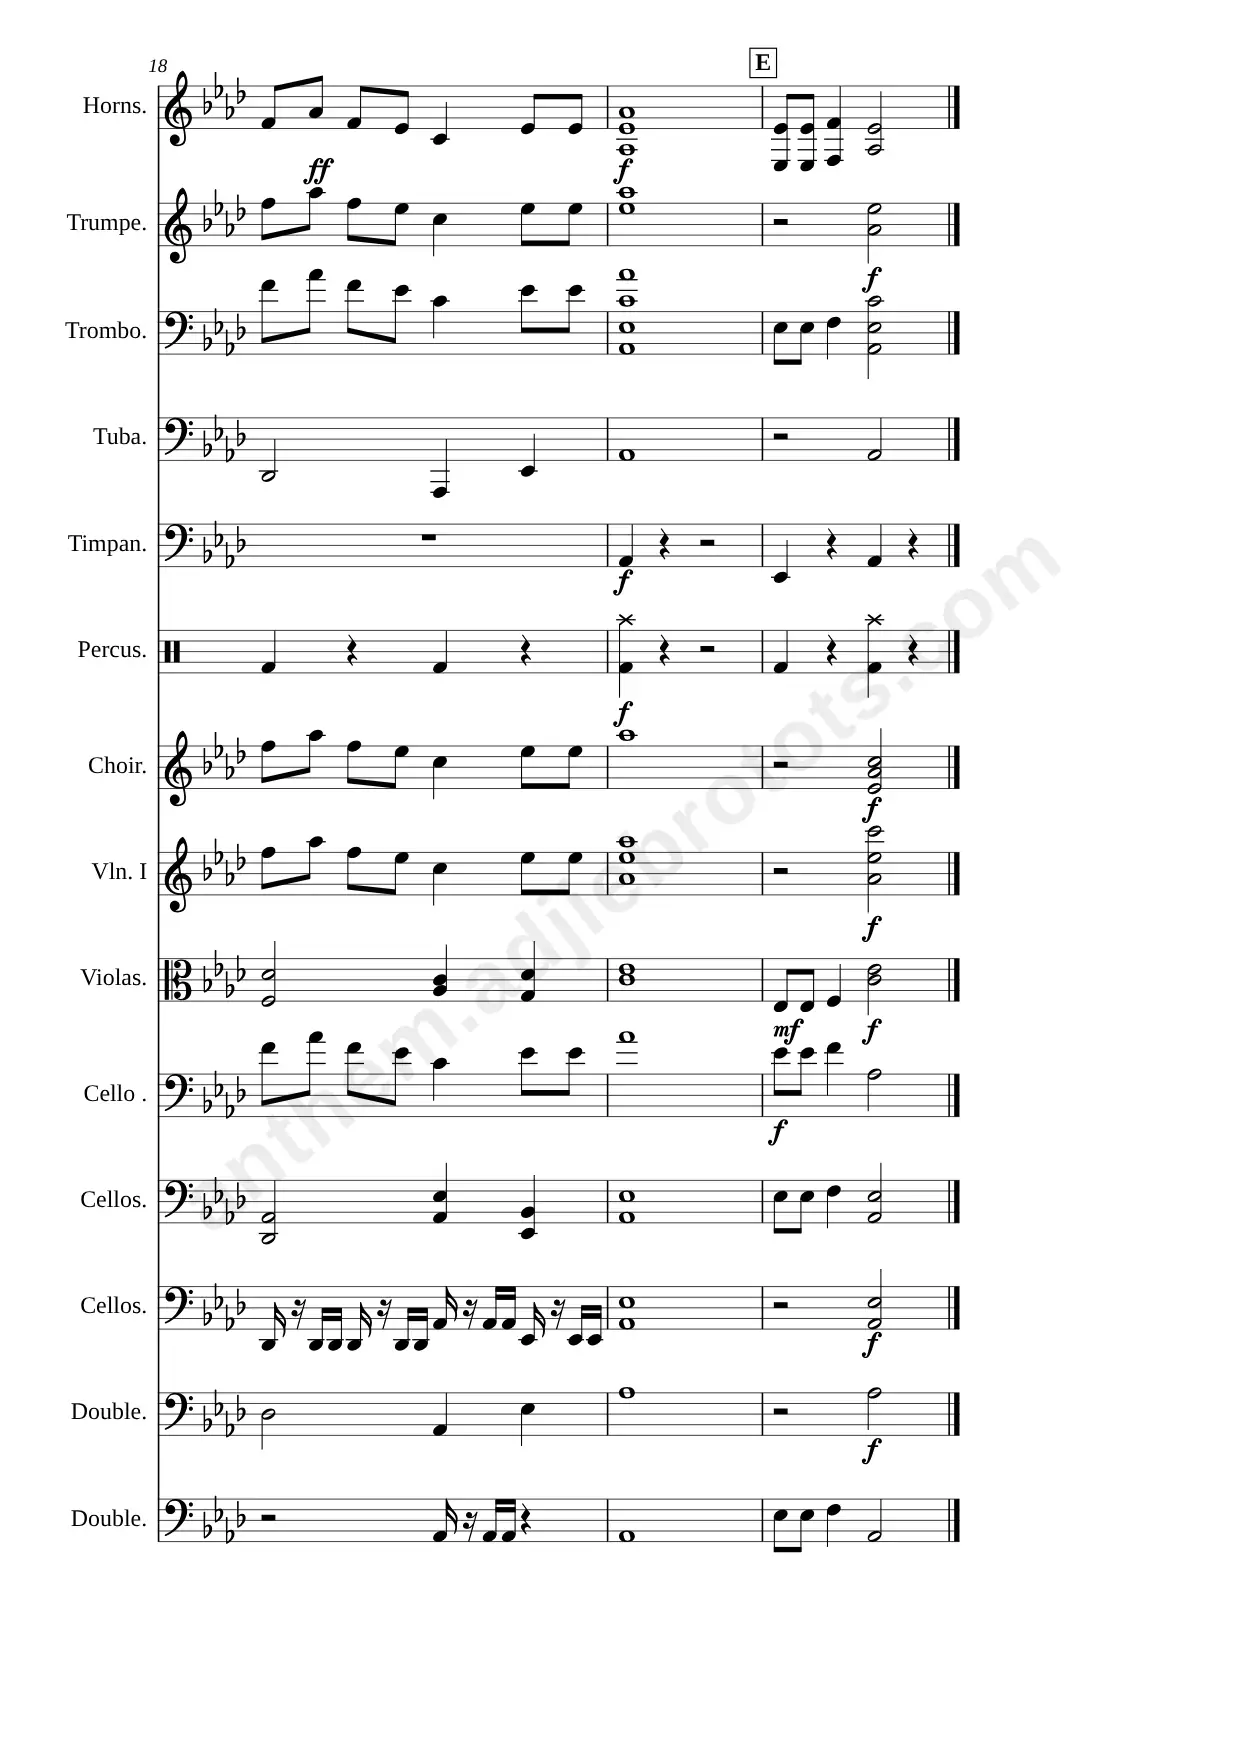 E
18
Horns.
ff
f
Trumpe.
f
Trombo.
Tuba.
Timpan.
f
Percus.
f
Choir.
f
Vln. I
f
Violas.
mf
f
Cello .
f
Cellos.
Cellos.
f
Double.
f
Double.
anthem.adjlebrotots.com